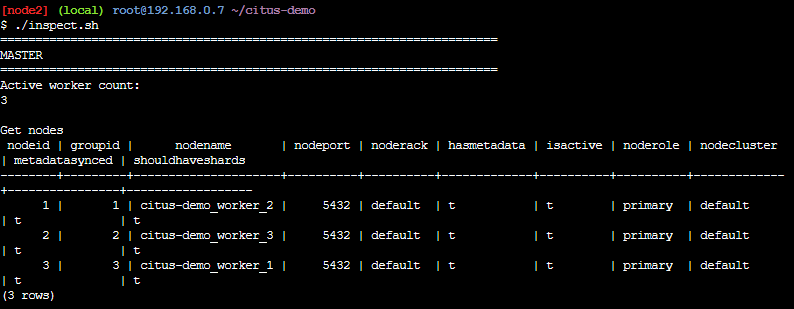 [node2] (local) root@192.168.0.7 ~/citus-demo
$ ./inspect.sh
======================================================================
MASTER
======================================================================
Active worker count:
3

Get nodes
 nodeid | groupid |      nodename       | nodeport | noderack | hasmetadata | isactive | noderole | nodecluster
| metadatasynced | shouldhaveshards
--------+---------+---------------------+----------+----------+-------------+----------+----------+-------------
+----------------+------------------
      1 |       1 | citus-demo_worker_2 |     5432 | default  | t           | t        | primary  | default
| t              | t
      2 |       2 | citus-demo_worker_3 |     5432 | default  | t           | t        | primary  | default
| t              | t
      3 |       3 | citus-demo_worker_1 |     5432 | default  | t           | t        | primary  | default
| t              | t
(3 rows)